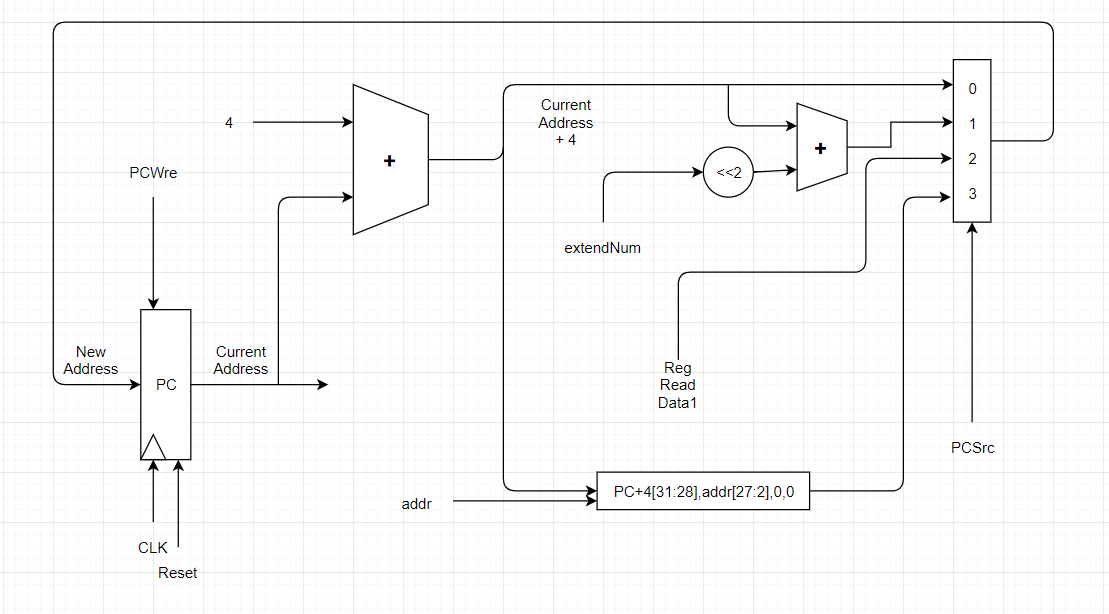 4
+
PCWre
Current
Address
+ 4
+
<<2
extendNum
0
1
2
3
New
Address
PC
Current
Address
Reg
Read
Data1
PCSrc
addr
PC+4[31:28],addr[27:2],0,0
CLK
Reset